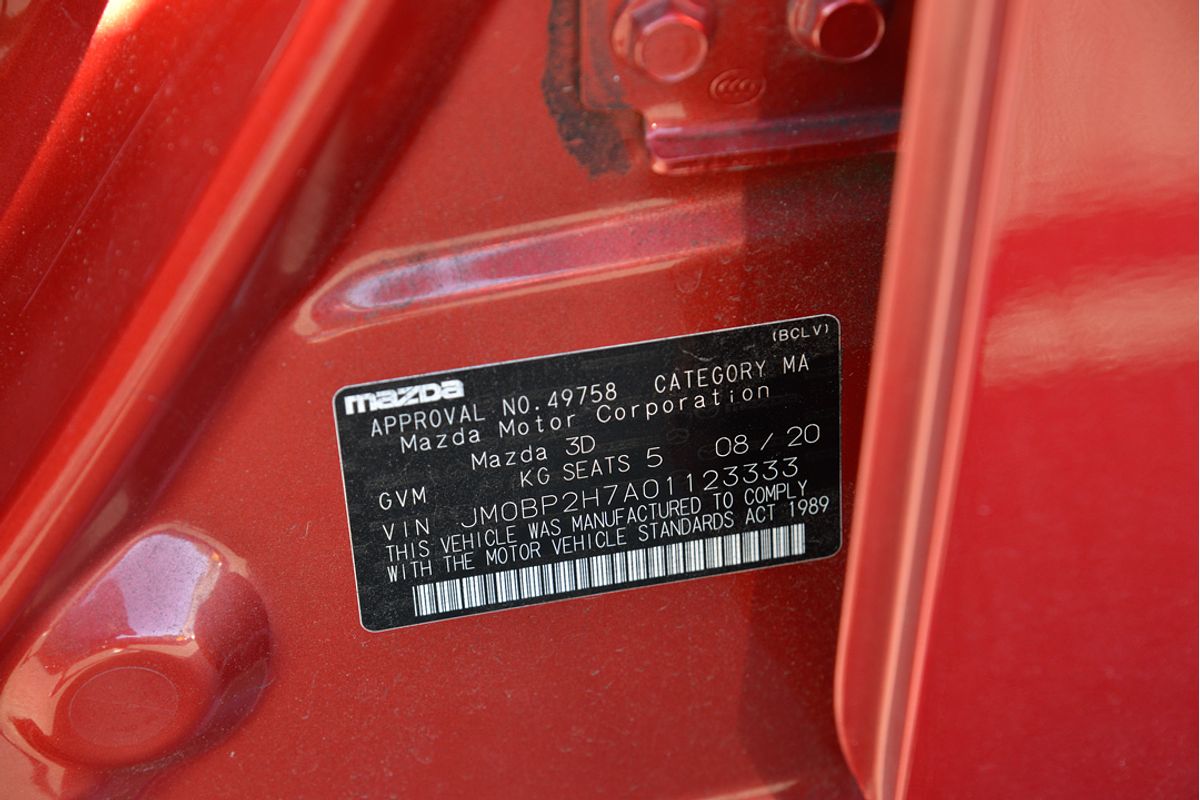 (BCLV)
mazda
APPROVAL NO.49758 CATEGORY MA
Mazda Motor Corporation
Mazda 3D
GVM KG SEATS 5 08/20
VIN JM0BP2H7A01123333
THIS VEHICLE WAS MANUFACTURED TO COMPLY
WITH THE MOTOR VEHICLE STANDARDS ACT 1989